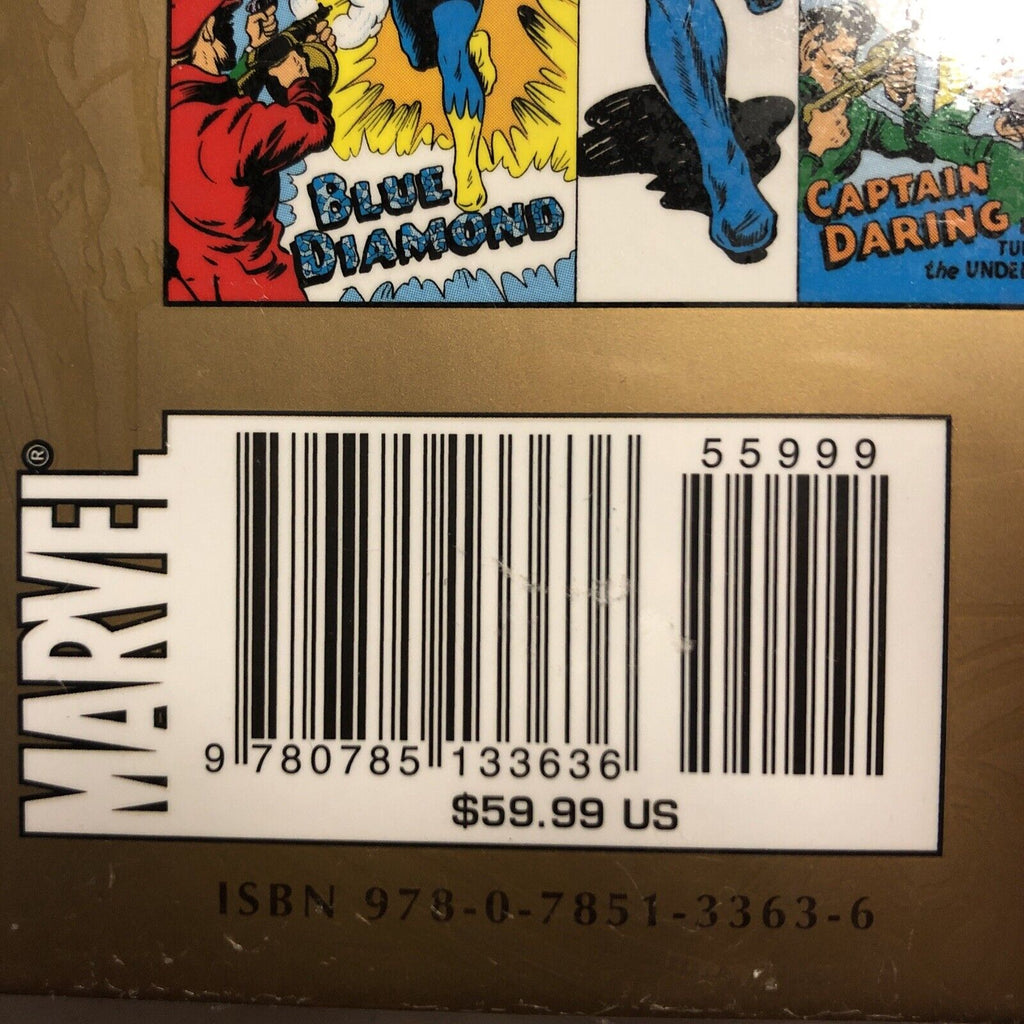 BLUE
DIAMOND
CAPTAIN
DARING
the
MARVEL®
55999
9 780785 133636
$59.99 US
ISBN 978-0-7851-3363-6